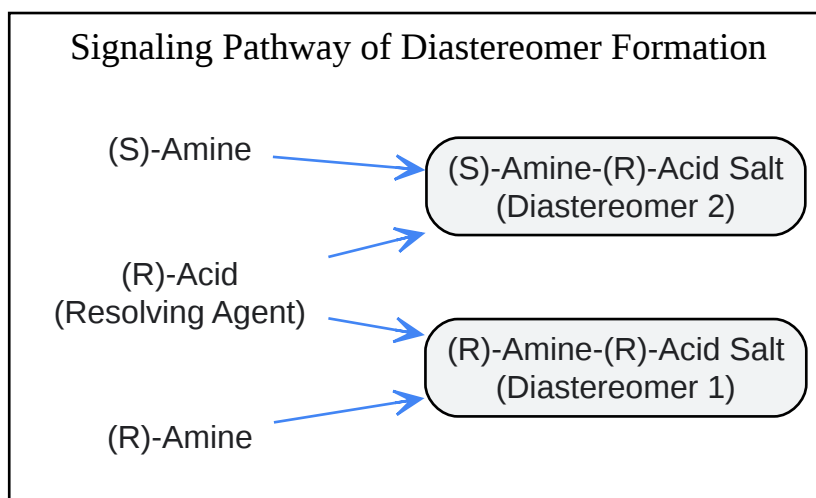 Signaling Pathway of Diastereomer Formation
(S)-Amine
(S)-Amine-(R)-Acid Salt
(Diastereomer 2)
(R)-Acid
(Resolving Agent)
(R)-Amine-(R)-Acid Salt
(Diastereomer 1)
(R)-Amine